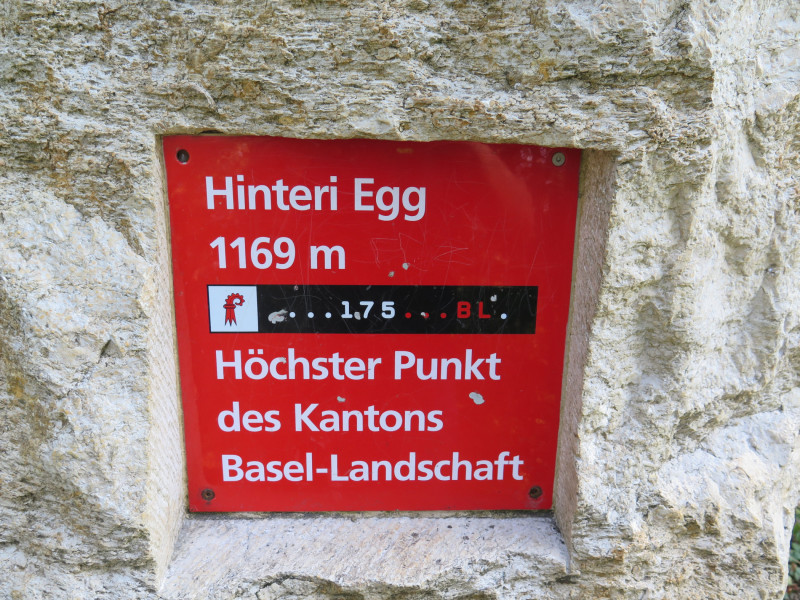 Hinteri Egg
1169 m
...175...BL.
Höchster Punkt
des Kantons
Basel-Landschaft